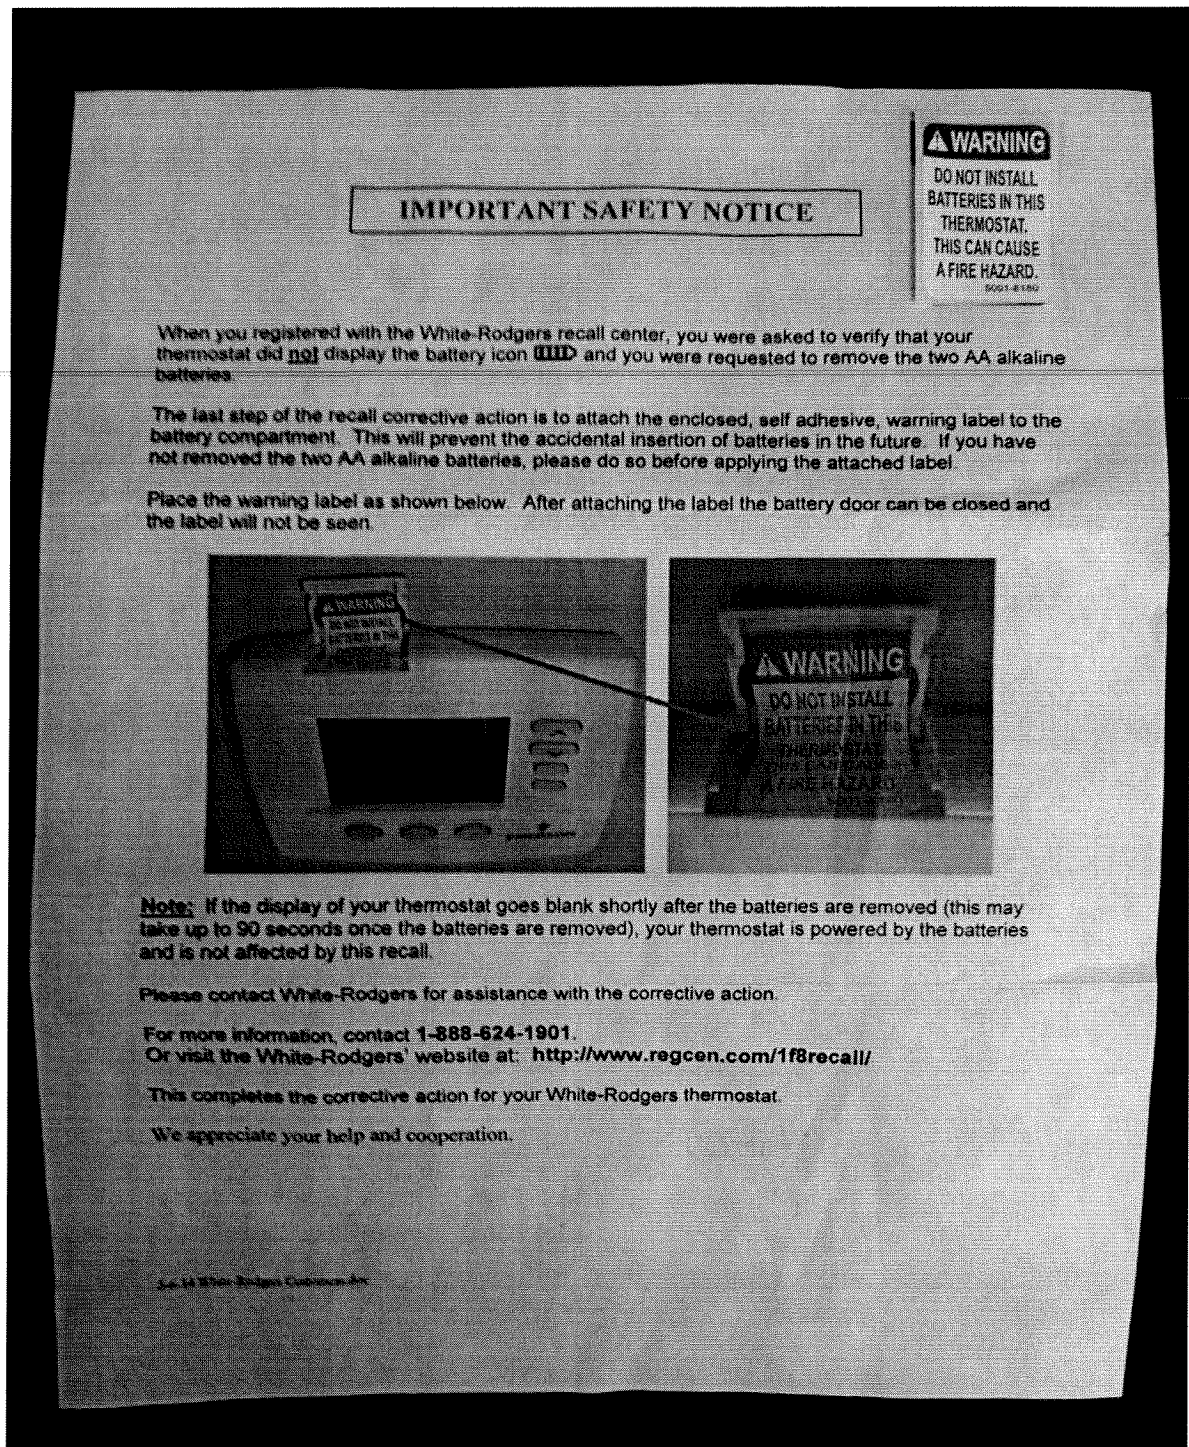 WARNING
DO NOT INSTALL
BATTERIES IN THIS
THERMOSTAT.
THIS CAN CAUSE
A FIRE HAZARD.
IMPORTANT SAFETY NOTICE
When you registered with the White-Rodgers recall center, you were asked to verify that your
thermostat did not display the battery icon and you were requested to remove the two AA alkaline
batteries.
The last step of the recall corrective action is to attach the enclosed, self adhesive, warning label to the
battery compartment. This will prevent the accidental insertion of batteries in the future. If you have
not removed the two AA alkaline batteries, please do so before applying the attached label.
Place the warning label as shown below. After attaching the label the battery door can be closed and
the label will not be seen.
WARNING
DO NOT INSTALL
BATTERIES IN THIS
WARNING
DO NOT INSTALL
BATTERIES IN THIS
THERMOSTAT.
A FIRE HAZARD.
Note: If the display of your thermostat goes blank shortly after the batteries are removed (this may
take up to 90 seconds once the batteries are removed), your thermostat is powered by the batteries
and is not affected by this recall.
Please contact White-Rodgers for assistance with the corrective action.
For more information, contact 1-888-624-1901.
Or visit the White-Rodgers' website at: http://www.regcen.com/1f8recall/
This completes the corrective action for your White-Rodgers thermostat.
We appreciate your help and cooperation.
White-Rodgers